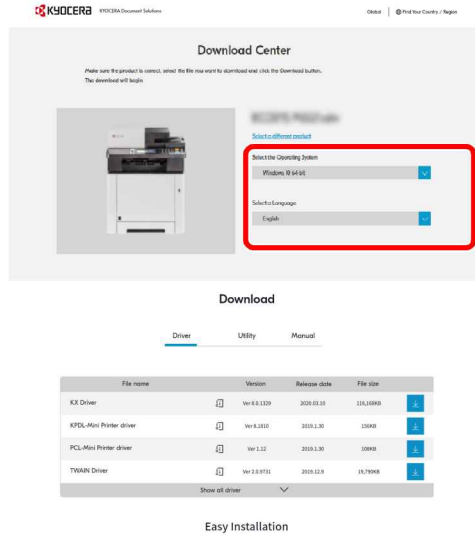 KYOCERA KYOCERA Document Solutions Global Find Your Country / Region
Download Center
Make sure the product is correct, select the file you want to download and click the Download button.
The download will begin
Select a different product
Select the Operating System
Windows 10 64-bit
Select a Language
English
Download
Driver Utility Manual
File name Version Release date File size
KX Driver Ver 8.0.1329 2020.03.10 116,169KB
KPDL-Mini Printer driver Ver 8.1810 2019.1.30 156KB
PCL-Mini Printer driver Ver 1.12 2019.1.30 108KB
TWAIN Driver Ver 2.0.9731 2019.12.9 19,790KB
Show all driver
Easy Installation